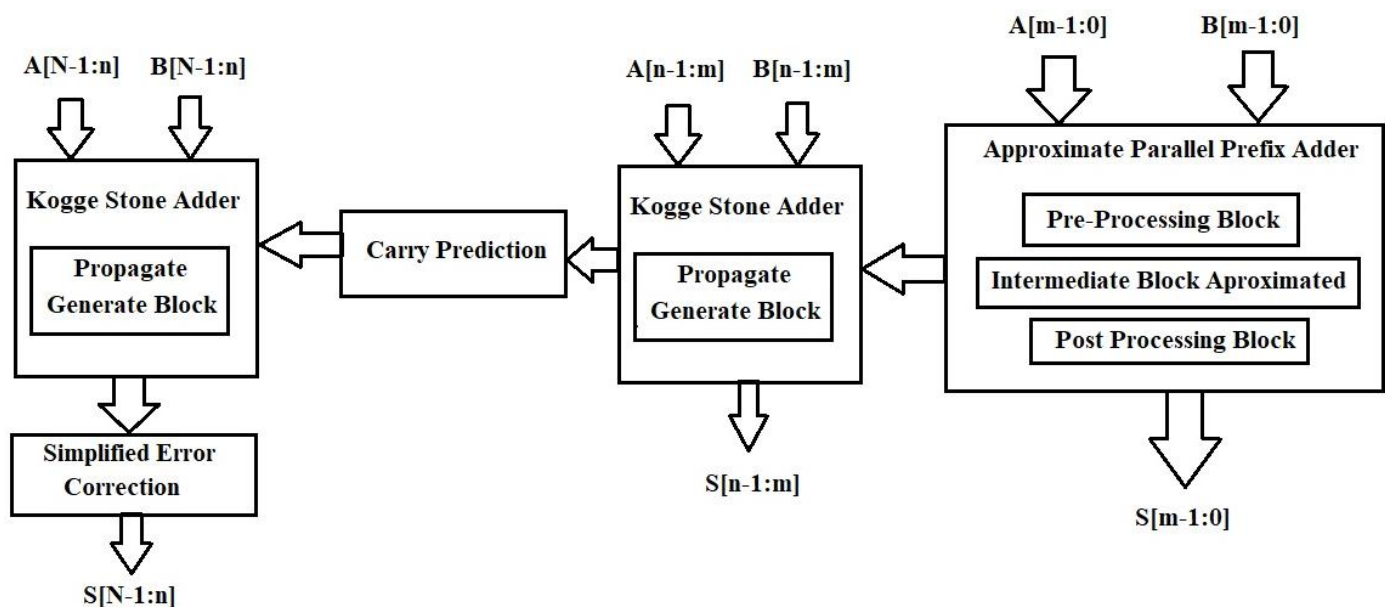 A[N-1:n] B[N-1:n]
Kogge Stone Adder
Propagate
Generate Block
Simplified Error
Correction
S[N-1:n]
Carry Prediction
A[n-1:m] B[n-1:m]
Kogge Stone Adder
Propagate
Generate Block
S[n-1:m]
A[m-1:0] B[m-1:0]
Approximate Parallel Prefix Adder
Pre-Processing Block
Intermediate Block Aproximated
Post Processing Block
S[m-1:0]